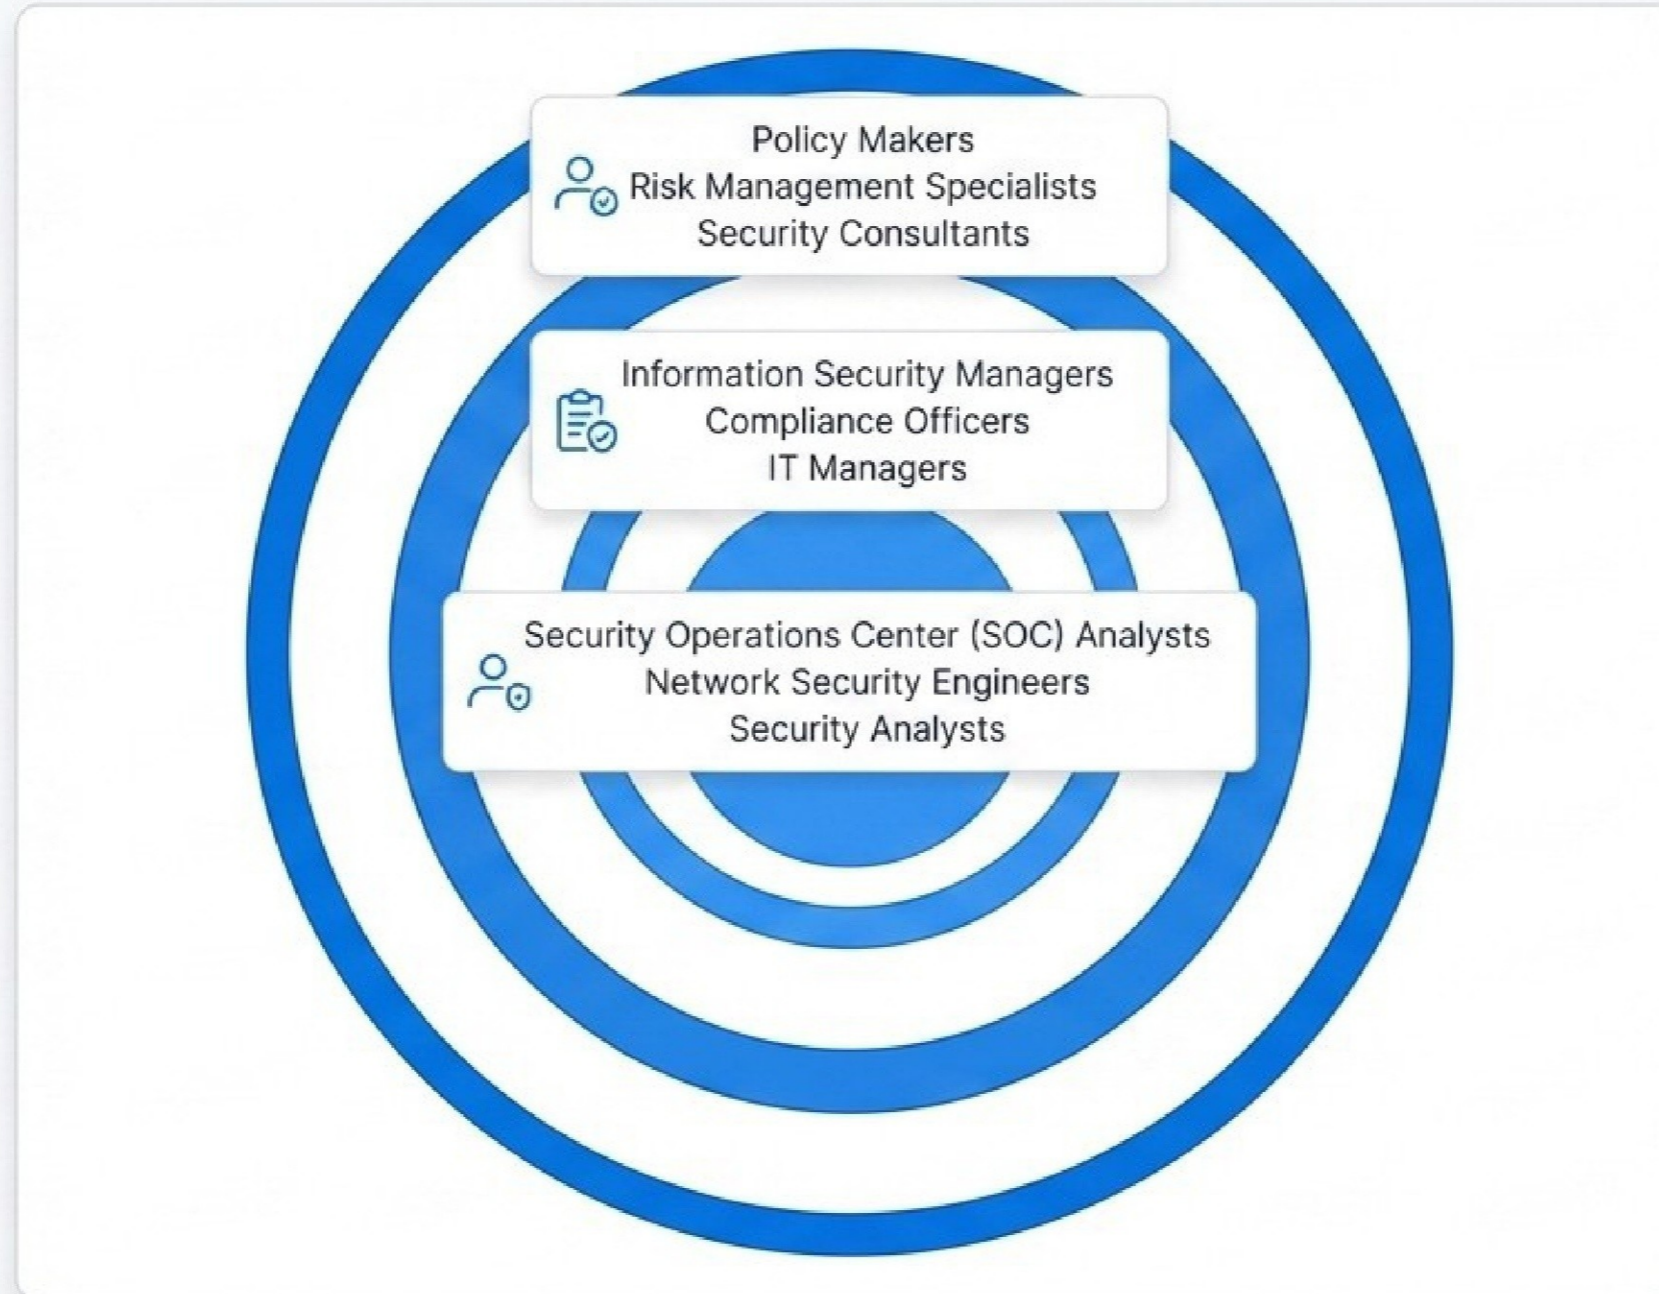 Policy Makers
Risk Management Specialists
Security Consultants
Information Security Managers
Compliance Officers
IT Managers
Security Operations Center (SOC) Analysts
Network Security Engineers
Security Analysts